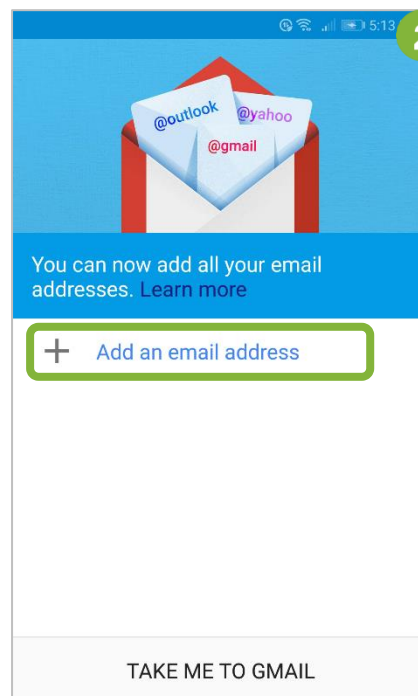 5:13
2
@outlook @yahoo
@gmail
You can now add all your email
addresses. Learn more
+ Add an email address
TAKE ME TO GMAIL